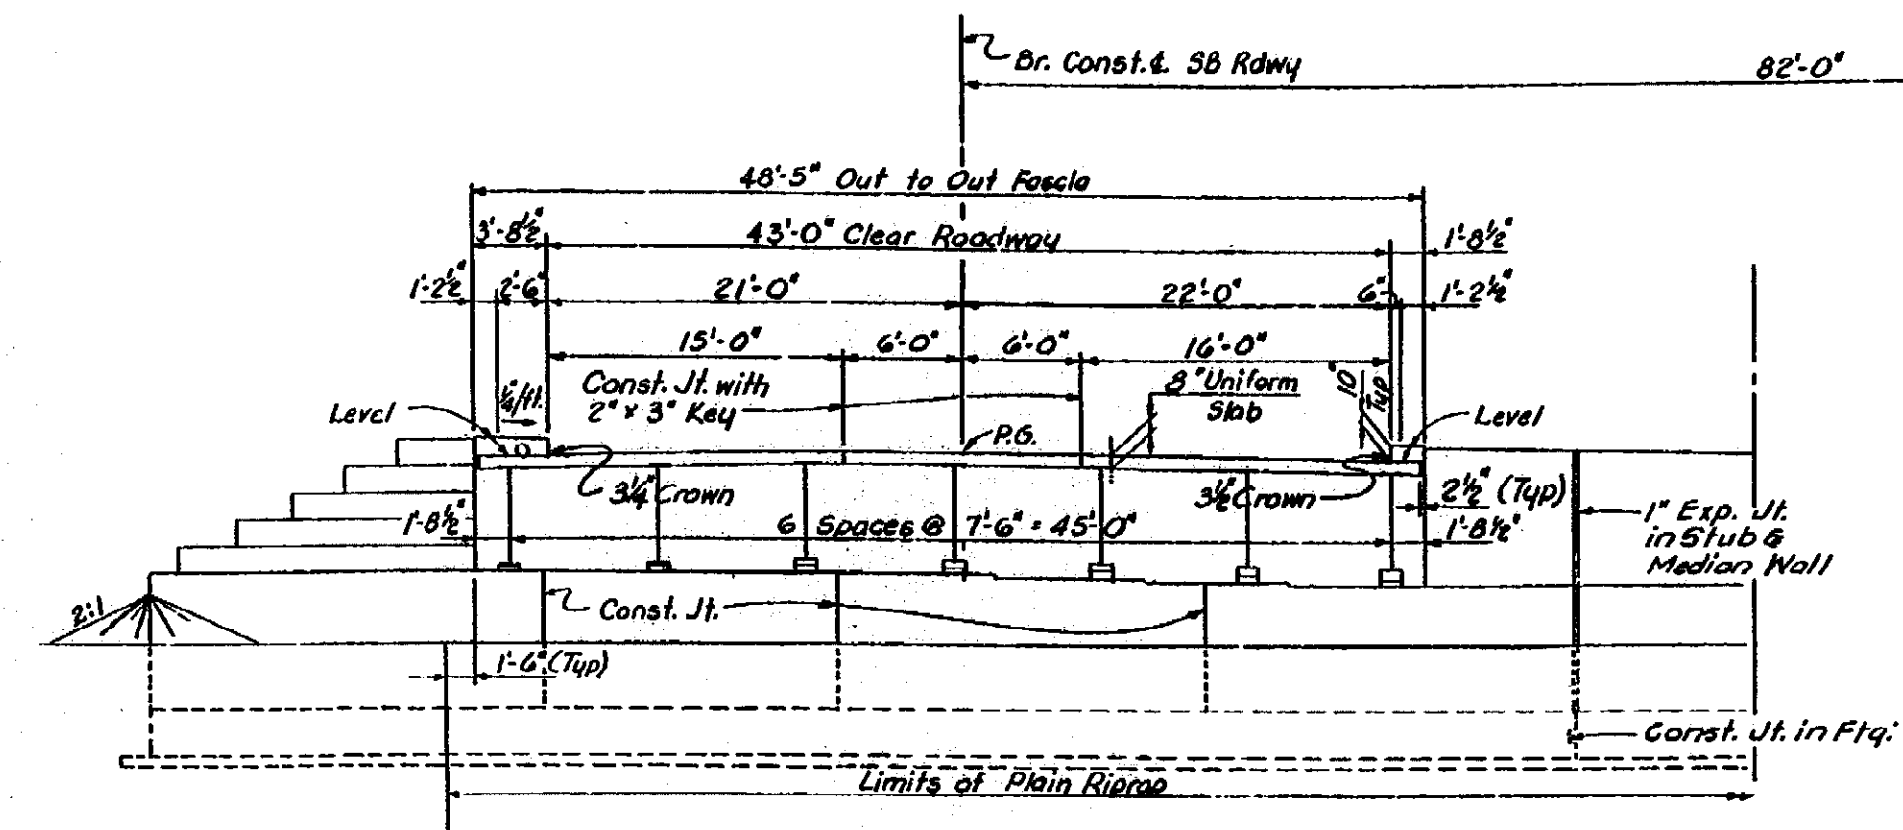 Br. Const. ℄ SB Rdwy
82'-0"
48'-5" Out to Out Fascia
3'-8½"
43'-0" Clear Roadway
1'-8½"
1'-2½"
2'-6"
21'-0"
22'-0"
6"
1'-2½"
15'-0"
6'-0"
6'-0"
16'-0"
Const. Jt. with
2" x 3" Key
¼"/ft.
8" Uniform
Slab
10"
Typ
Level
Level
P.G.
3¼" Crown
3½" Crown
2½" (Typ)
1'-8½"
6 Spaces @ 7'-6" = 45'-0"
1'-8½"
1" Exp. Jt.
in Stub &
Median Wall
2:1
Const. Jt.
1'-6" (Typ)
Const. Jt. in Ftg.
Limits of Plain Riprap